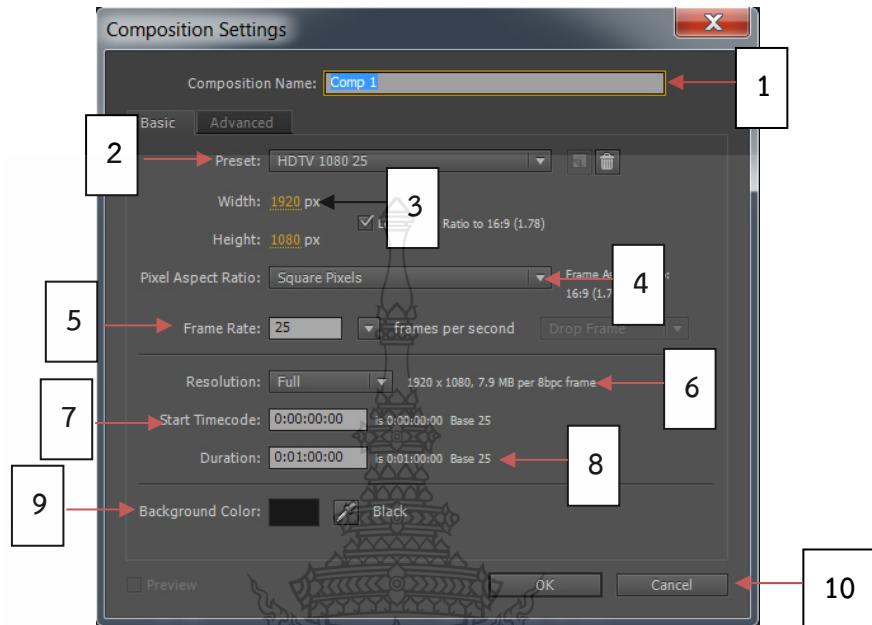 Composition Settings
1
Composition Name: Comp 1
Basic Advanced
2
Preset: HDTV 1080 25
3
Width: 1920 px
Ratio to 16:9 (1.78)
Height: 1080 px
4
Pixel Aspect Ratio: Square Pixels
Frame
16:9 (1.7
5
Frame Rate: 25 frames per second Drop Frame
6
Resolution: Full 1920 x 1080, 7.9 MB per 8bpc frame
7
Start Timecode: 0:00:00:00 is 0:00:00:00 Base 25
8
Duration: 0:01:00:00 is 0:01:00:00 Base 25
9
Background Color: Black
Preview OK Cancel
10